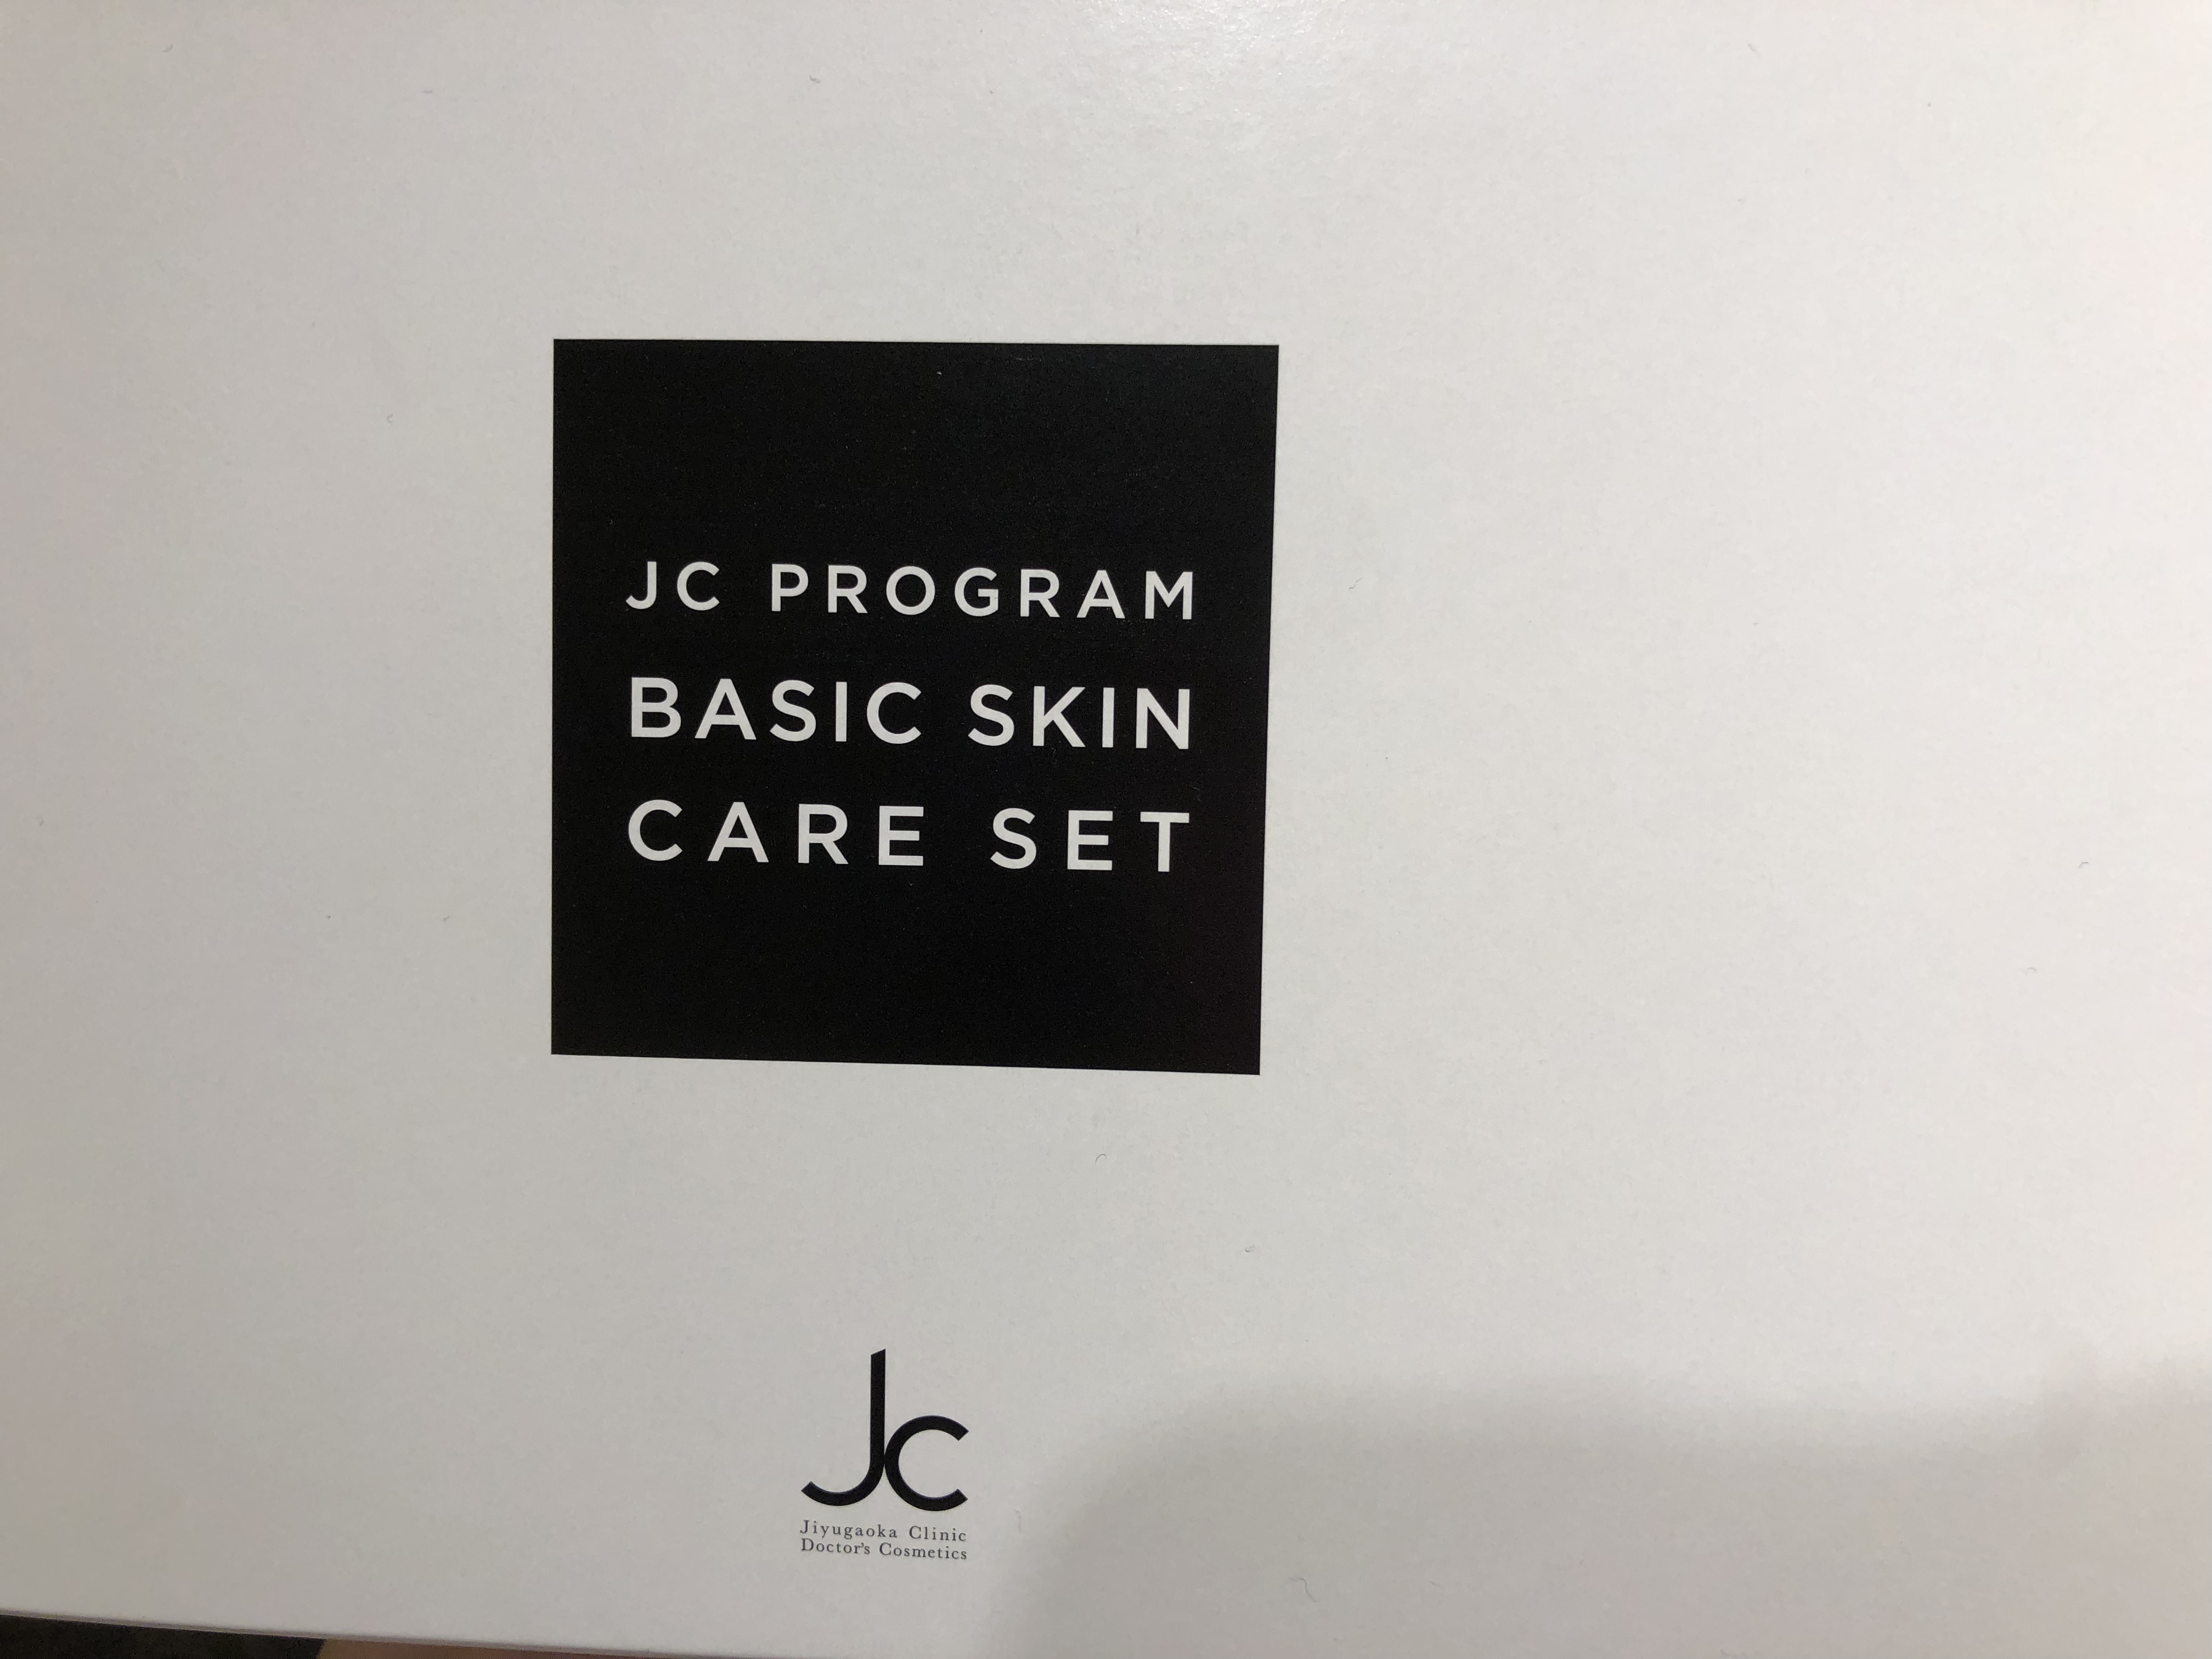 JC PROGRAM
BASIC SKIN
CARE SET
Jc
Jiyugaoka Clinic
Doctor's Cosmetics